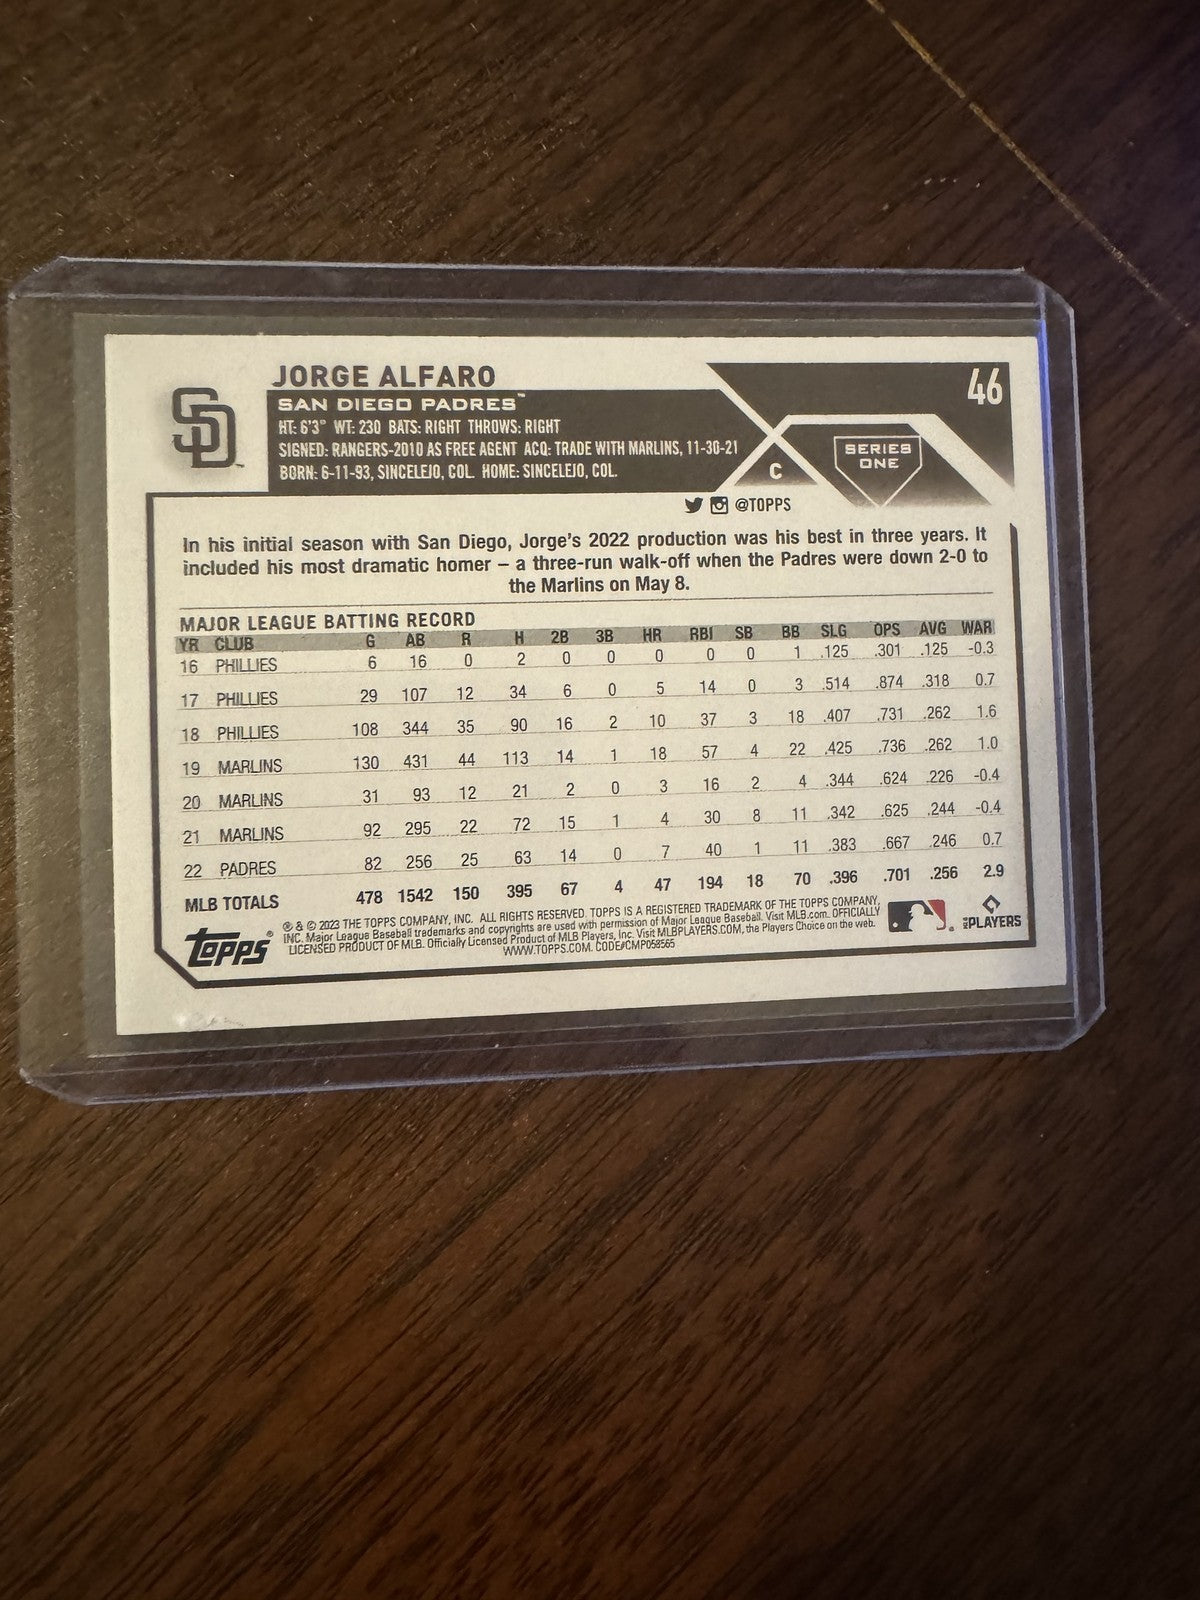 JORGE ALFARO
46
SD
SAN DIEGO PADRES™
HT: 6'3" WT: 230 BATS: RIGHT THROWS: RIGHT
SIGNED: RANGERS-2010 AS FREE AGENT ACQ: TRADE WITH MARLINS, 11-30-21
BORN: 6-11-93, SINCELEJO, COL. HOME: SINCELEJO, COL.
C
SERIES
ONE
@TOPPS
In his initial season with San Diego, Jorge's 2022 production was his best in three years. It
included his most dramatic homer – a three-run walk-off when the Padres were down 2-0 to
the Marlins on May 8.
MAJOR LEAGUE BATTING RECORD
YR CLUB G AB R H 2B 3B HR RBI SB BB SLG OPS AVG WAR
16 PHILLIES 6 16 0 2 0 0 0 0 0 1 .125 .301 .125 -0.3
17 PHILLIES 29 107 12 34 6 0 5 14 0 3 .514 .874 .318 0.7
18 PHILLIES 108 344 35 90 16 2 10 37 3 18 .407 .731 .262 1.6
19 MARLINS 130 431 44 113 14 1 18 57 4 22 .425 .736 .262 1.0
20 MARLINS 31 93 12 21 2 0 3 16 2 4 .344 .624 .226 -0.4
21 MARLINS 92 295 22 72 15 1 4 30 8 11 .342 .625 .244 -0.4
22 PADRES 82 256 25 63 14 0 7 40 1 11 .383 .667 .246 0.7
MLB TOTALS 478 1542 150 395 67 4 47 194 18 70 .396 .701 .256 2.9
Topps®
® & © 2023 THE TOPPS COMPANY, INC. ALL RIGHTS RESERVED. TOPPS IS A REGISTERED TRADEMARK OF THE TOPPS COMPANY,
INC. Major League Baseball trademarks and copyrights are used with permission of Major League Baseball. Visit MLB.com. OFFICIALLY
LICENSED PRODUCT OF MLB. Officially Licensed Product of MLB Players, Inc. Visit MLBPLAYERS.COM, the Players Choice on the web.
WWW.TOPPS.COM. CODE#CMP058565
MLB PLAYERS